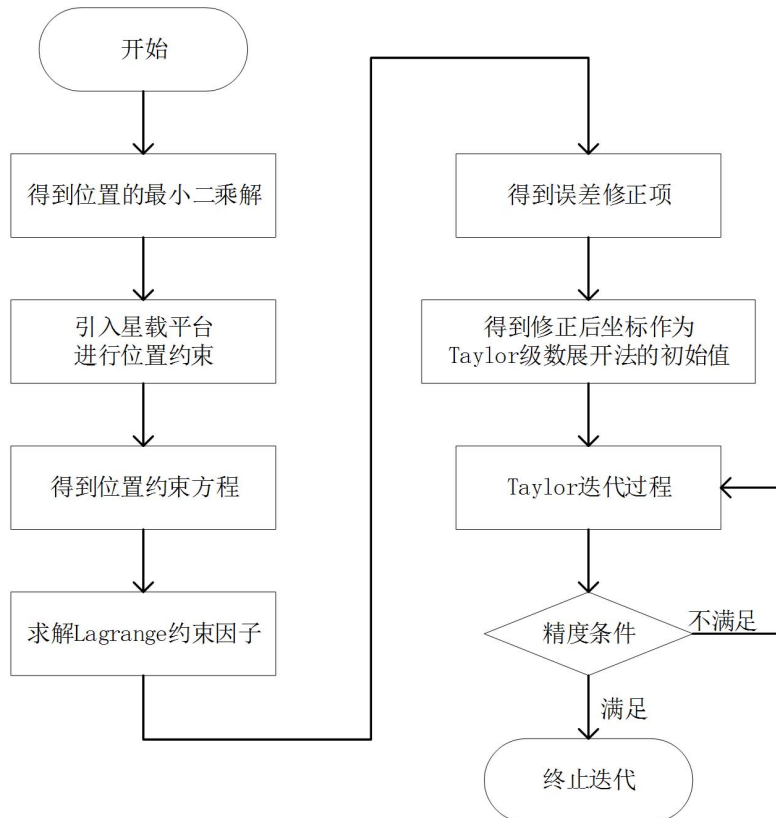 开始
得到位置的最小二乘解
引入星载平台
进行位置约束
得到位置约束方程
求解Lagrange约束因子
得到误差修正项
得到修正后坐标作为
Taylor级数展开法的初始值
Taylor迭代过程
精度条件
不满足
满足
终止迭代